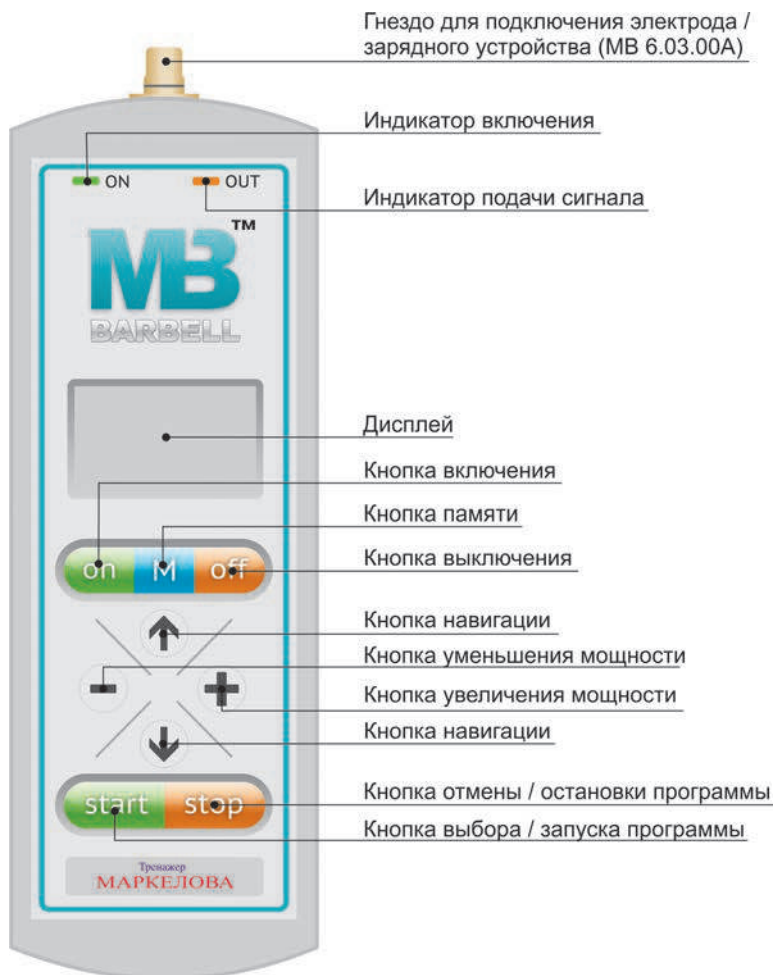 Гнездо для подключения электрода /
зарядного устройства (МВ 6.03.00А)
Индикатор включения
ON
OUT
Индикатор подачи сигнала
MB™
BARBELL
Дисплей
Кнопка включения
Кнопка памяти
on
M
off
Кнопка выключения
Кнопка навигации
Кнопка уменьшения мощности
Кнопка увеличения мощности
Кнопка навигации
start
stop
Кнопка отмены / остановки программы
Кнопка выбора / запуска программы
Тренажер
МАРКЕЛОВА